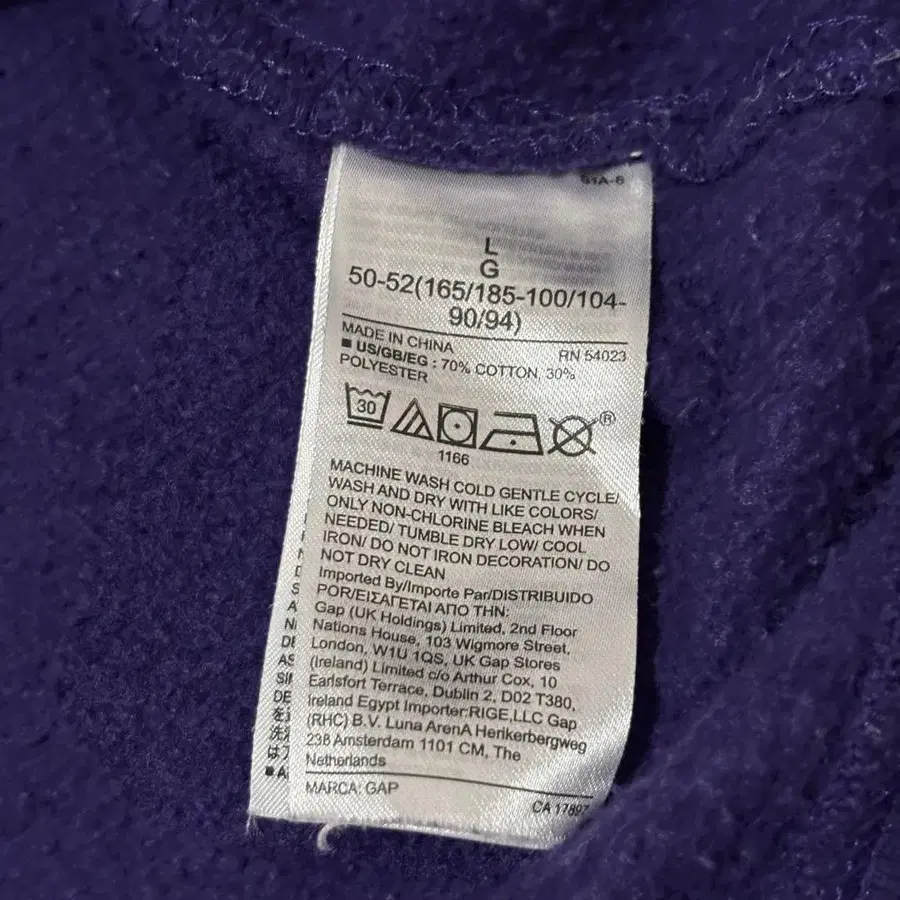 L
G
50-52(165/185-100/104-
90/94)
MADE IN CHINA
RN 54023
■ US/GB/EG : 70% COTTON, 30%
POLYESTER
30
®
1166
MACHINE WASH COLD GENTLE CYCLE/
WASH AND DRY WITH LIKE COLORS/
ONLY NON-CHLORINE BLEACH WHEN
NEEDED/ TUMBLE DRY LOW/ COOL
IRON/ DO NOT IRON DECORATION/ DO
NOT DRY CLEAN
Imported By/Importe Par/DISTRIBUIDO
POR/ΕΙΣΑΓΕΤΑΙ ΑΠΟ ΤΗΝ:
Gap (UK Holdings) Limited, 2nd Floor
Nations House, 103 Wigmore Street,
London, W1U 1QS, UK Gap Stores
(Ireland) Limited c/o Arthur Cox, 10
Earlsfort Terrace, Dublin 2, D02 T380,
Ireland Egypt Importer:RIGE,LLC Gap
(RHC) B.V. Luna ArenA Herikerbergweg
238 Amsterdam 1101 CM, The
Netherlands
MARCA: GAP
CA 17897